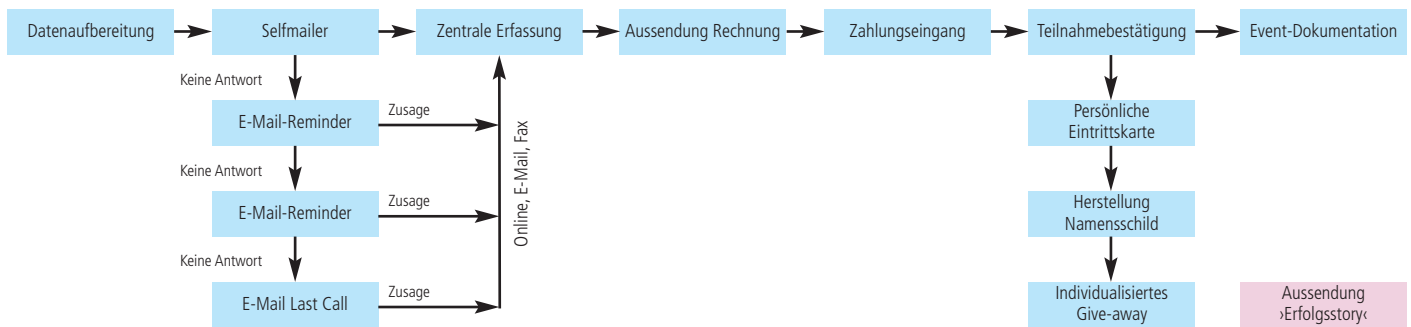 Datenaufbereitung
Selfmailer
Zentrale Erfassung
Aussendung Rechnung
Zahlungseingang
Teilnahmebestätigung
Event-Dokumentation
Keine Antwort
E-Mail-Reminder
Zusage
Keine Antwort
E-Mail-Reminder
Zusage
Keine Antwort
E-Mail Last Call
Zusage
Online, E-Mail, Fax
Persönliche
Eintrittskarte
Herstellung
Namensschild
Individualisiertes
Give-away
Aussendung
›Erfolgsstory‹